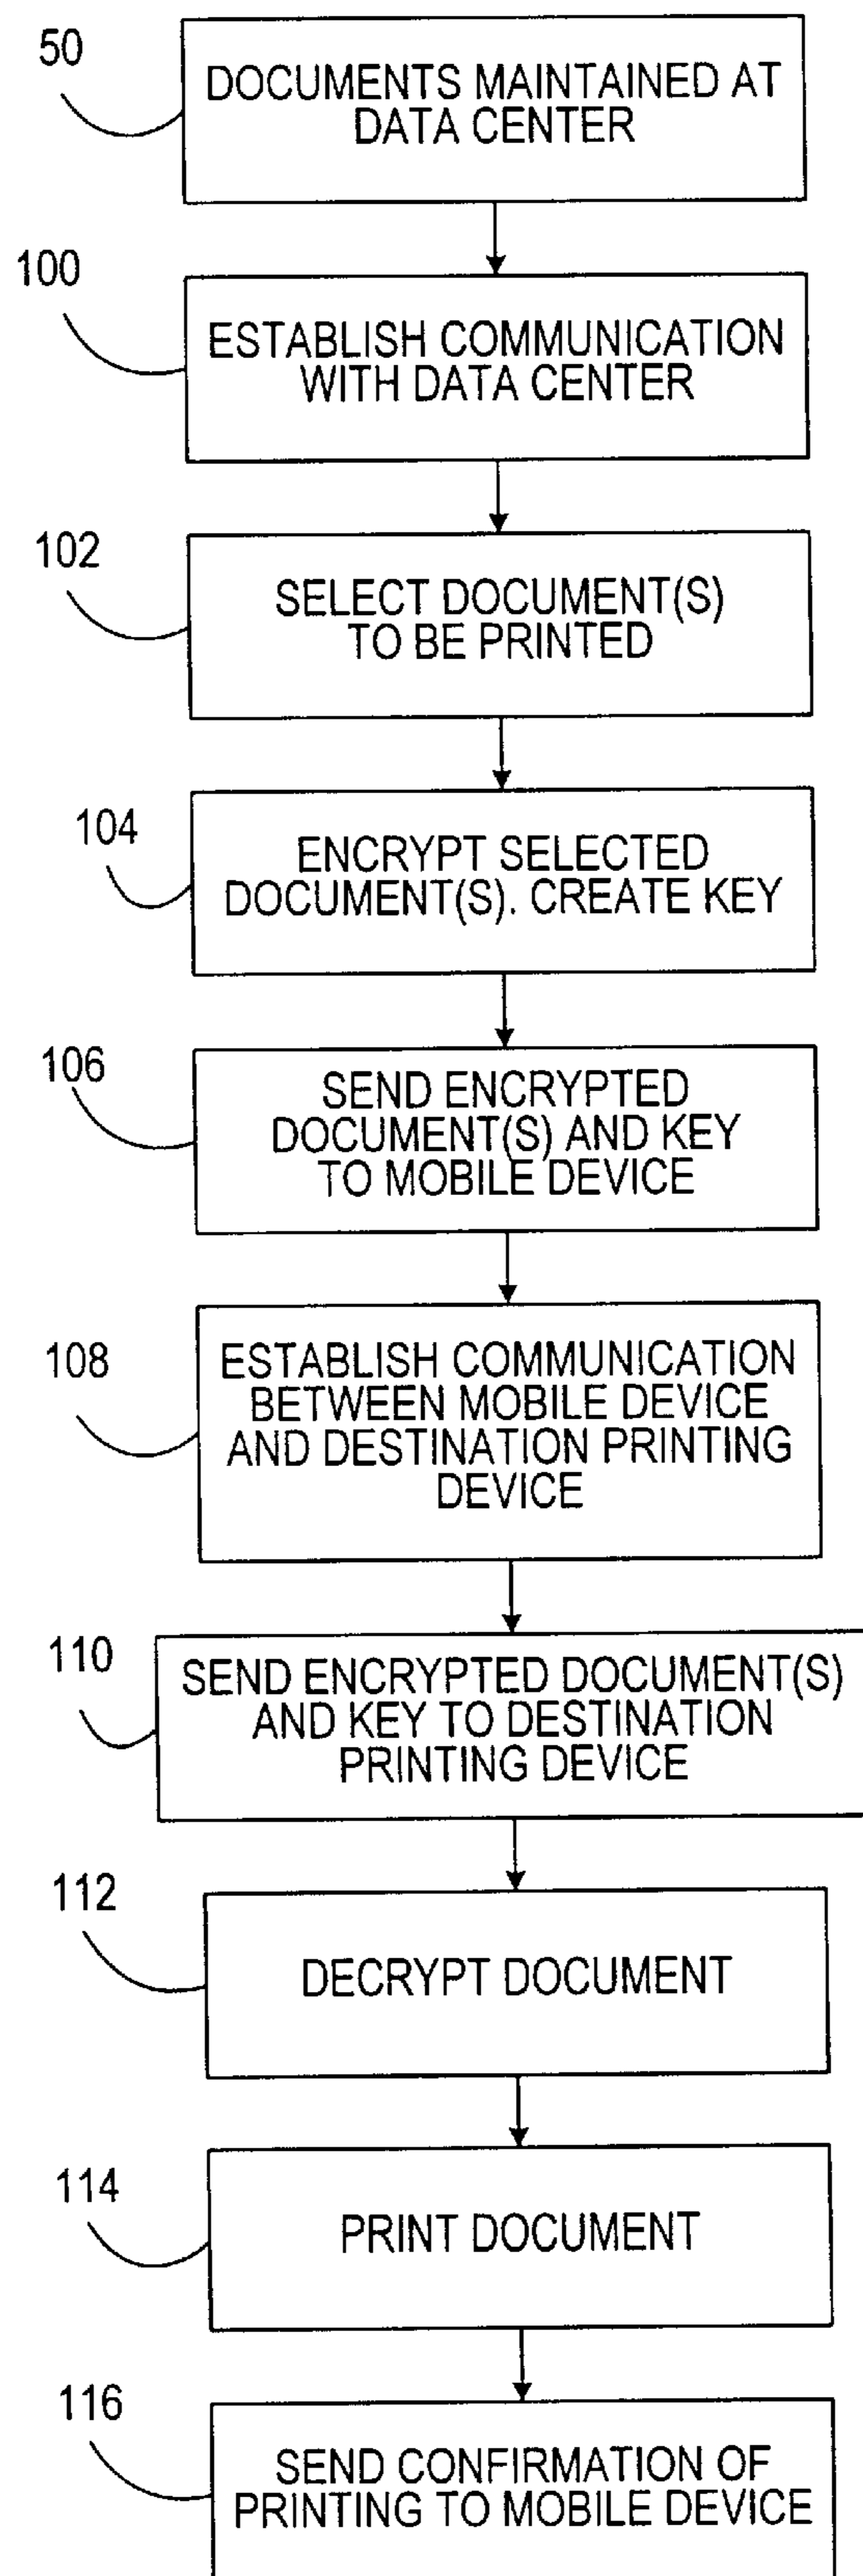 50
DOCUMENTS MAINTAINED AT
DATA CENTER
100
ESTABLISH COMMUNICATION
WITH DATA CENTER
102
SELECT DOCUMENT(S)
TO BE PRINTED
104
ENCRYPT SELECTED
DOCUMENT(S). CREATE KEY
106
SEND ENCRYPTED
DOCUMENT(S) AND KEY
TO MOBILE DEVICE
108
ESTABLISH COMMUNICATION
BETWEEN MOBILE DEVICE
AND DESTINATION PRINTING
DEVICE
110
SEND ENCRYPTED DOCUMENT(S)
AND KEY TO DESTINATION
PRINTING DEVICE
112
DECRYPT DOCUMENT
114
PRINT DOCUMENT
116
SEND CONFIRMATION OF
PRINTING TO MOBILE DEVICE